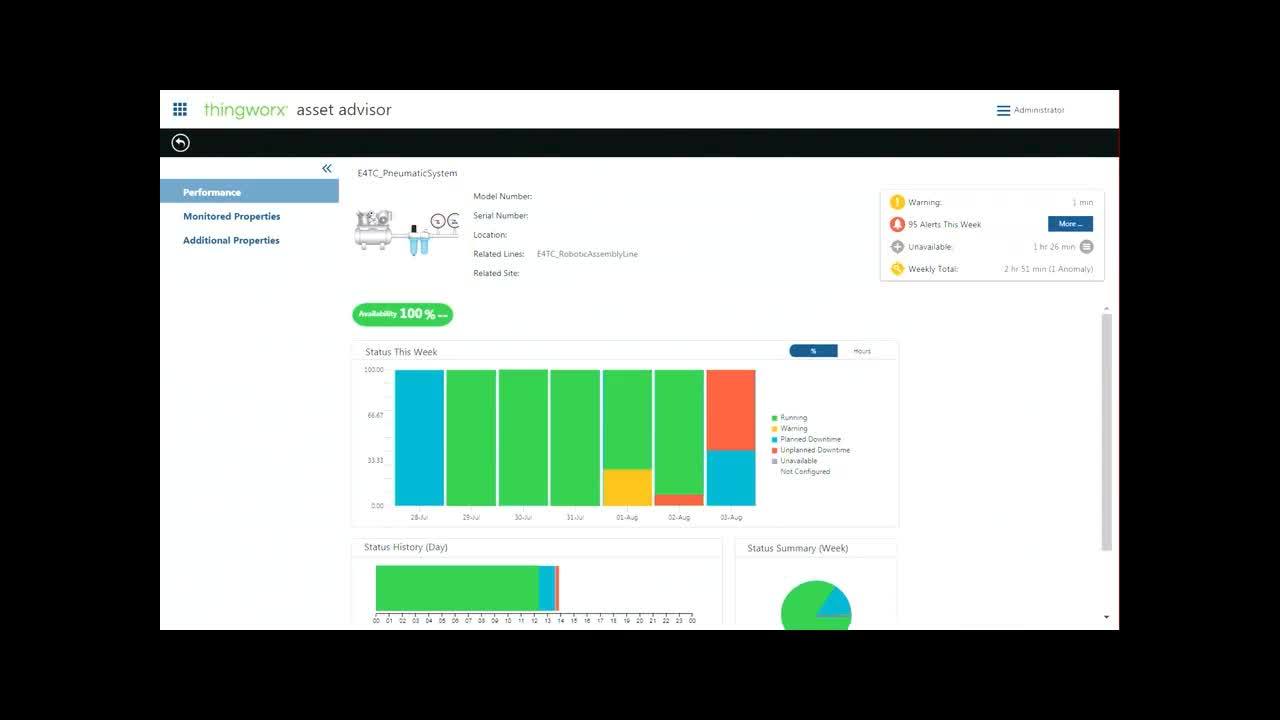 thingworx asset advisor
Administrator
Performance
Monitored Properties
Additional Properties
E4TC_PneumaticSystem
Model Number:
Serial Number:
Location:
Related Lines: E4TC_RoboticAssemblyLine
Related Site:
Warning: 1 min
95 Alerts This Week More ...
Unavailable: 1 hr 26 min
Weekly Total: 2 hr 51 min (1 Anomaly)
Availability 100 % --
Status This Week
% Hours
100.00
66.67
33.33
0.00
28-Jul 29-Jul 30-Jul 31-Jul 01-Aug 02-Aug 03-Aug
Running
Warning
Planned Downtime
Unplanned Downtime
Unavailable
Not Configured
Status History (Day)
00 01 02 03 04 05 06 07 08 09 10 11 12 13 14 15 16 17 18 19 20 21 22 23 00
Status Summary (Week)